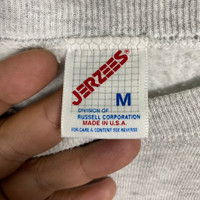 JERZEES
M
DIVISION OF
RUSSELL CORPORATION
MADE IN U.S.A.
FOR CARE & CONTENT SEE REVERSE